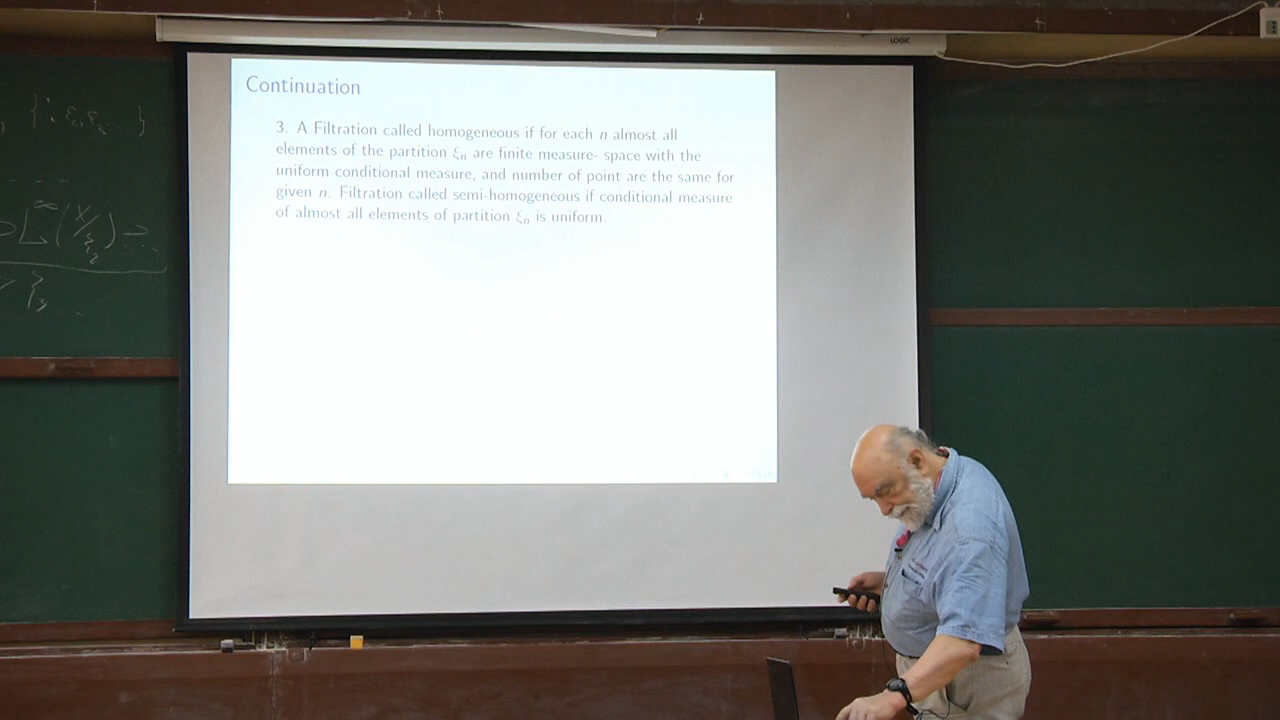 LOGIC
Continuation
3. A Filtration called homogeneous if for each n almost all
elements of the partition ξₙ are finite measure- space with the
uniform conditional measure, and number of point are the same for
given n. Filtration called semi-homogeneous if conditional measure
of almost all elements of partition ξₙ is uniform.